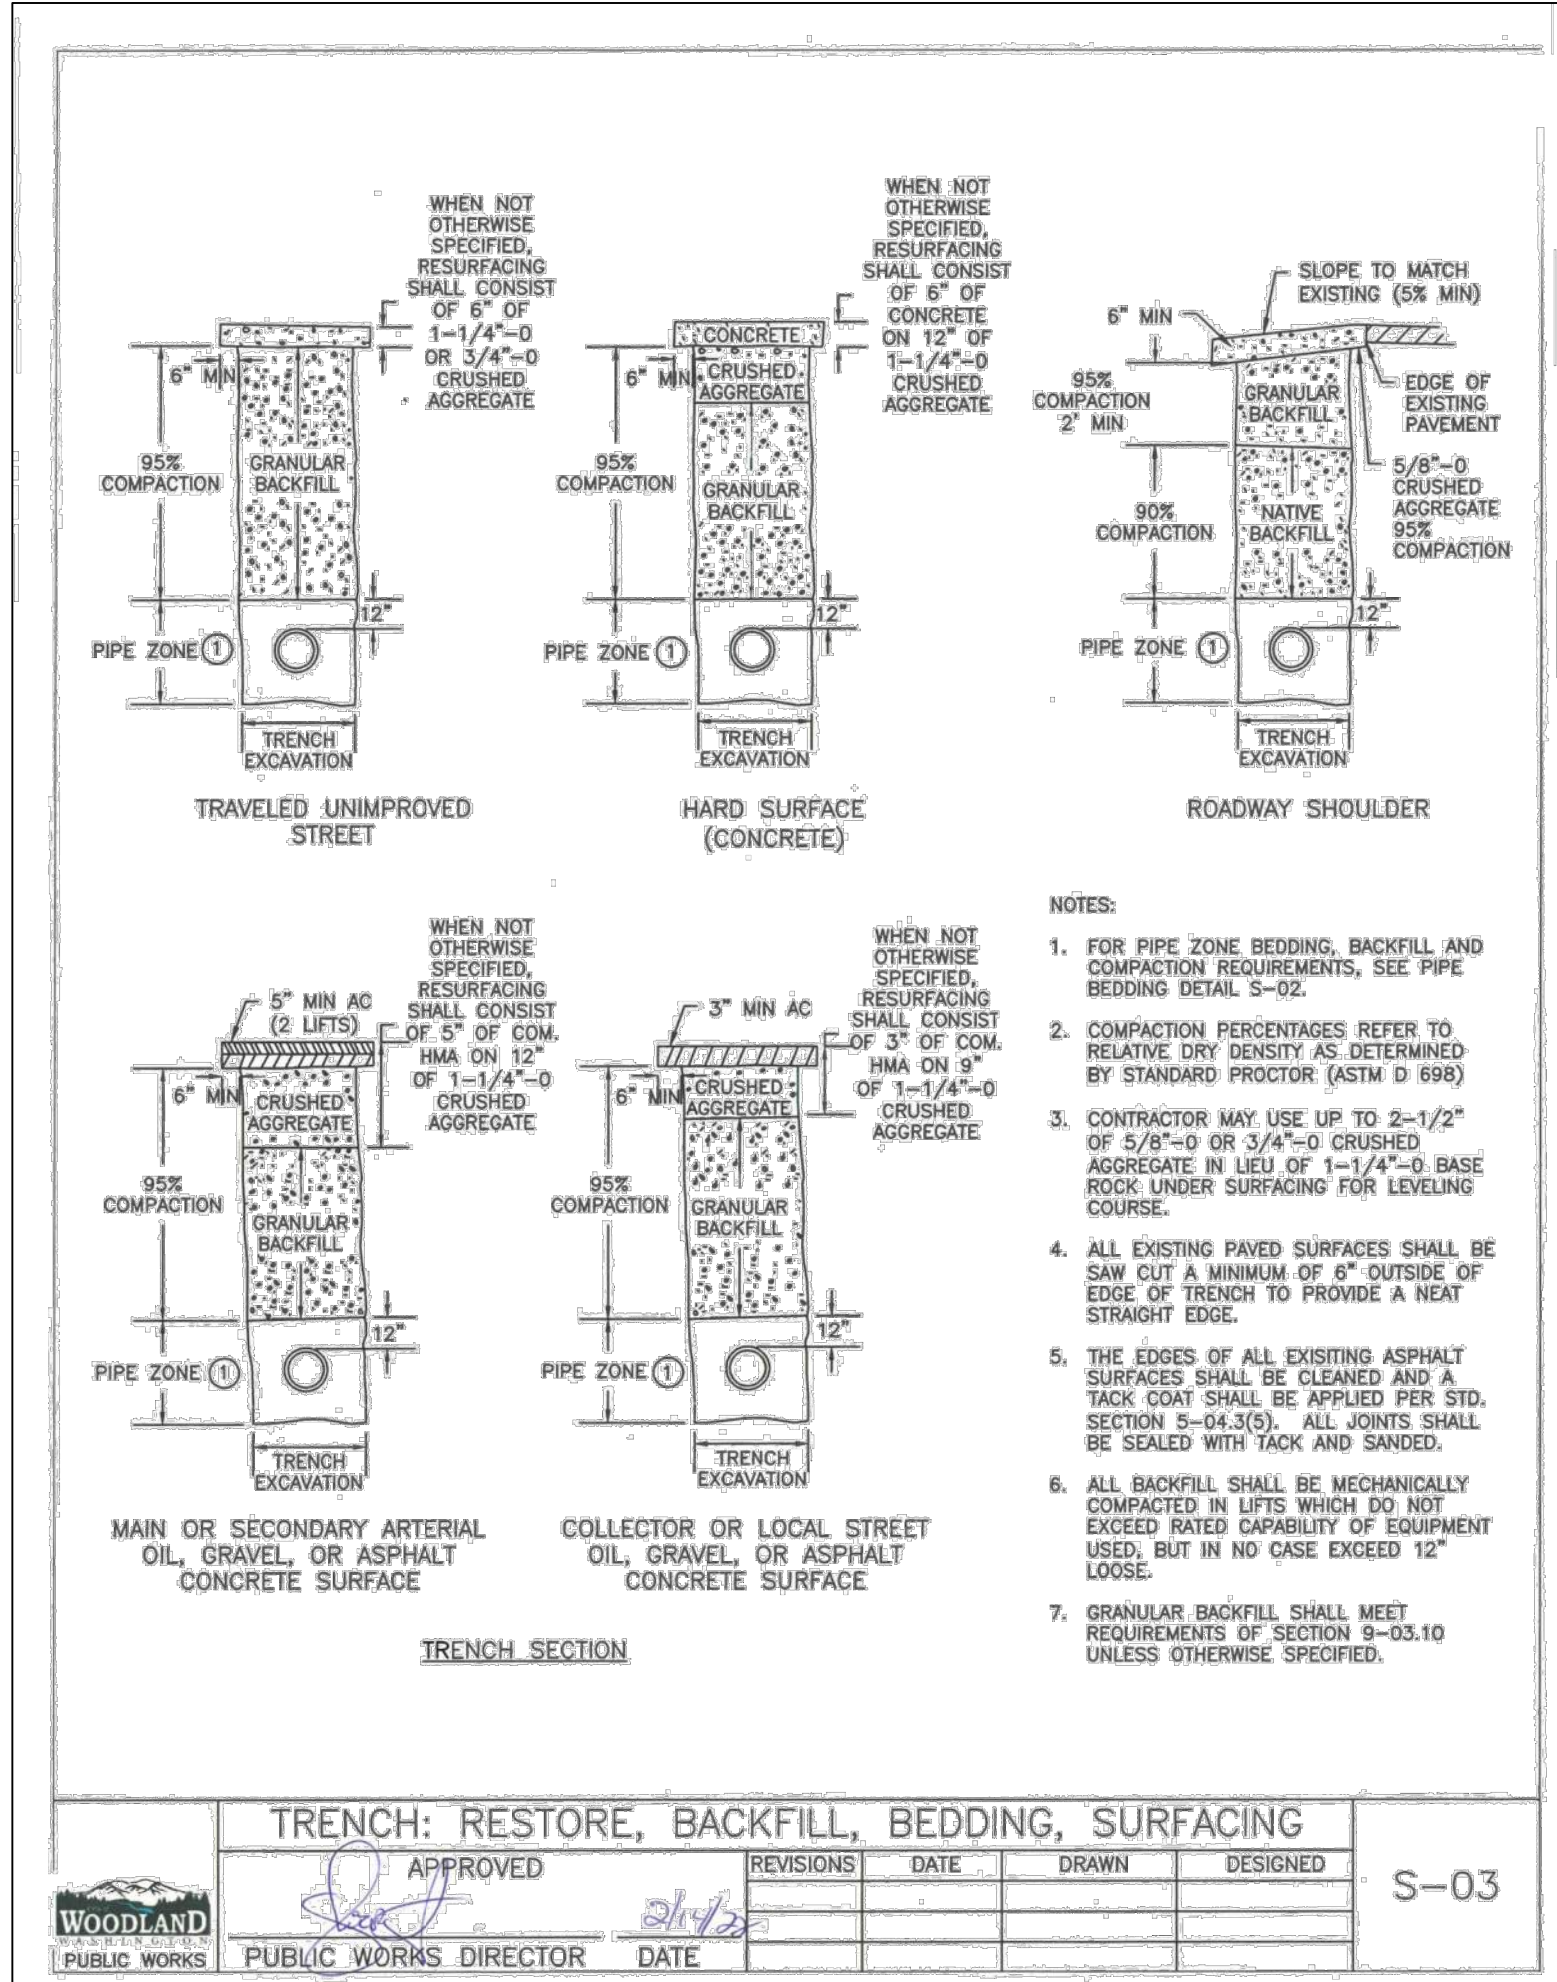 WHEN NOT
OTHERWISE
SPECIFIED,
RESURFACING
SHALL CONSIST
OF 6" OF
1-1/4"-0
OR 3/4"-0
CRUSHED
AGGREGATE
6" MIN
95%
COMPACTION
GRANULAR
BACKFILL
12"
PIPE ZONE 1
TRENCH
EXCAVATION
TRAVELED UNIMPROVED
STREET
WHEN NOT
OTHERWISE
SPECIFIED,
RESURFACING
SHALL CONSIST
OF 6" OF
CONCRETE
ON 12" OF
1-1/4"-0
CRUSHED
AGGREGATE
CONCRETE
6" MIN
CRUSHED
AGGREGATE
95%
COMPACTION
GRANULAR
BACKFILL
12"
PIPE ZONE 1
TRENCH
EXCAVATION
HARD SURFACE
(CONCRETE)
SLOPE TO MATCH
EXISTING (5% MIN)
6" MIN
95%
COMPACTION
2' MIN
GRANULAR
BACKFILL
EDGE OF
EXISTING
PAVEMENT
5/8"-0
CRUSHED
AGGREGATE
95%
COMPACTION
90%
COMPACTION
NATIVE
BACKFILL
12"
PIPE ZONE 1
TRENCH
EXCAVATION
ROADWAY SHOULDER
WHEN NOT
OTHERWISE
SPECIFIED,
RESURFACING
SHALL CONSIST
OF 5" OF COM.
HMA ON 12"
OF 1-1/4"-0
CRUSHED
AGGREGATE
5" MIN AC
(2 LIFTS)
6" MIN
CRUSHED
AGGREGATE
95%
COMPACTION
GRANULAR
BACKFILL
12"
PIPE ZONE 1
TRENCH
EXCAVATION
MAIN OR SECONDARY ARTERIAL
OIL, GRAVEL, OR ASPHALT
CONCRETE SURFACE
WHEN NOT
OTHERWISE
SPECIFIED,
RESURFACING
SHALL CONSIST
OF 3" OF COM.
HMA ON 9"
OF 1-1/4"-0
CRUSHED
AGGREGATE
3" MIN AC
6" MIN
CRUSHED
AGGREGATE
95%
COMPACTION
GRANULAR
BACKFILL
12"
PIPE ZONE 1
TRENCH
EXCAVATION
COLLECTOR OR LOCAL STREET
OIL, GRAVEL, OR ASPHALT
CONCRETE SURFACE
TRENCH SECTION
NOTES:
1. FOR PIPE ZONE BEDDING, BACKFILL AND
COMPACTION REQUIREMENTS, SEE PIPE
BEDDING DETAIL S-02.
2. COMPACTION PERCENTAGES REFER TO
RELATIVE DRY DENSITY AS DETERMINED
BY STANDARD PROCTOR (ASTM D 698)
3. CONTRACTOR MAY USE UP TO 2-1/2"
OF 5/8"-0 OR 3/4"-0 CRUSHED
AGGREGATE IN LIEU OF 1-1/4"-0 BASE
ROCK UNDER SURFACING FOR LEVELING
COURSE.
4. ALL EXISTING PAVED SURFACES SHALL BE
SAW CUT A MINIMUM OF 6" OUTSIDE OF
EDGE OF TRENCH TO PROVIDE A NEAT
STRAIGHT EDGE.
5. THE EDGES OF ALL EXISITING ASPHALT
SURFACES SHALL BE CLEANED AND A
TACK COAT SHALL BE APPLIED PER STD.
SECTION 5-04.3(5). ALL JOINTS SHALL
BE SEALED WITH TACK AND SANDED.
6. ALL BACKFILL SHALL BE MECHANICALLY
COMPACTED IN LIFTS WHICH DO NOT
EXCEED RATED CAPABILITY OF EQUIPMENT
USED, BUT IN NO CASE EXCEED 12"
LOOSE.
7. GRANULAR BACKFILL SHALL MEET
REQUIREMENTS OF SECTION 9-03.10
UNLESS OTHERWISE SPECIFIED.
TRENCH: RESTORE, BACKFILL, BEDDING, SURFACING
APPROVED
2/14/22
PUBLIC WORKS DIRECTOR DATE
REVISIONS DATE DRAWN DESIGNED
S-03
WOODLAND
WASHINGTON
PUBLIC WORKS